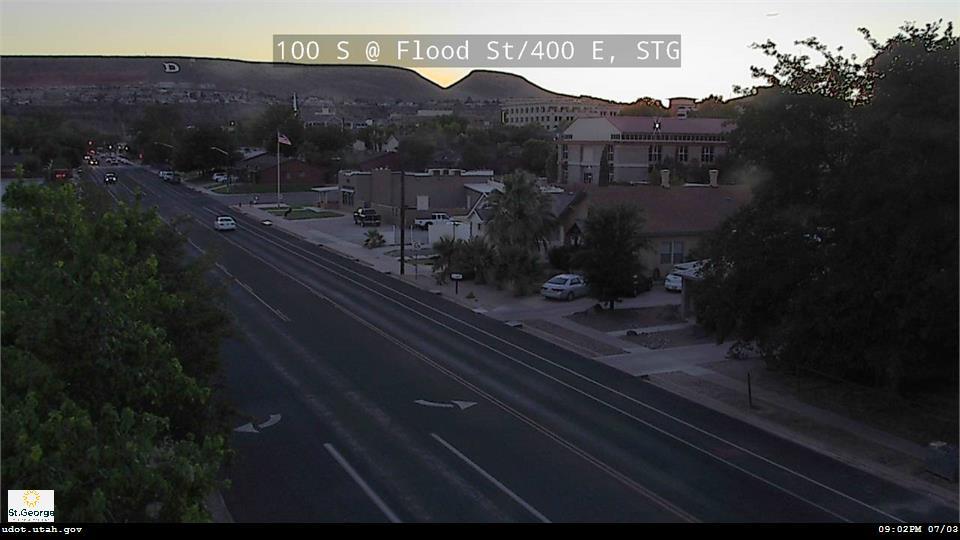 D
100 S @ Flood St/400 E, STG
St.George
udot.utah.gov
09:02PM 07/03